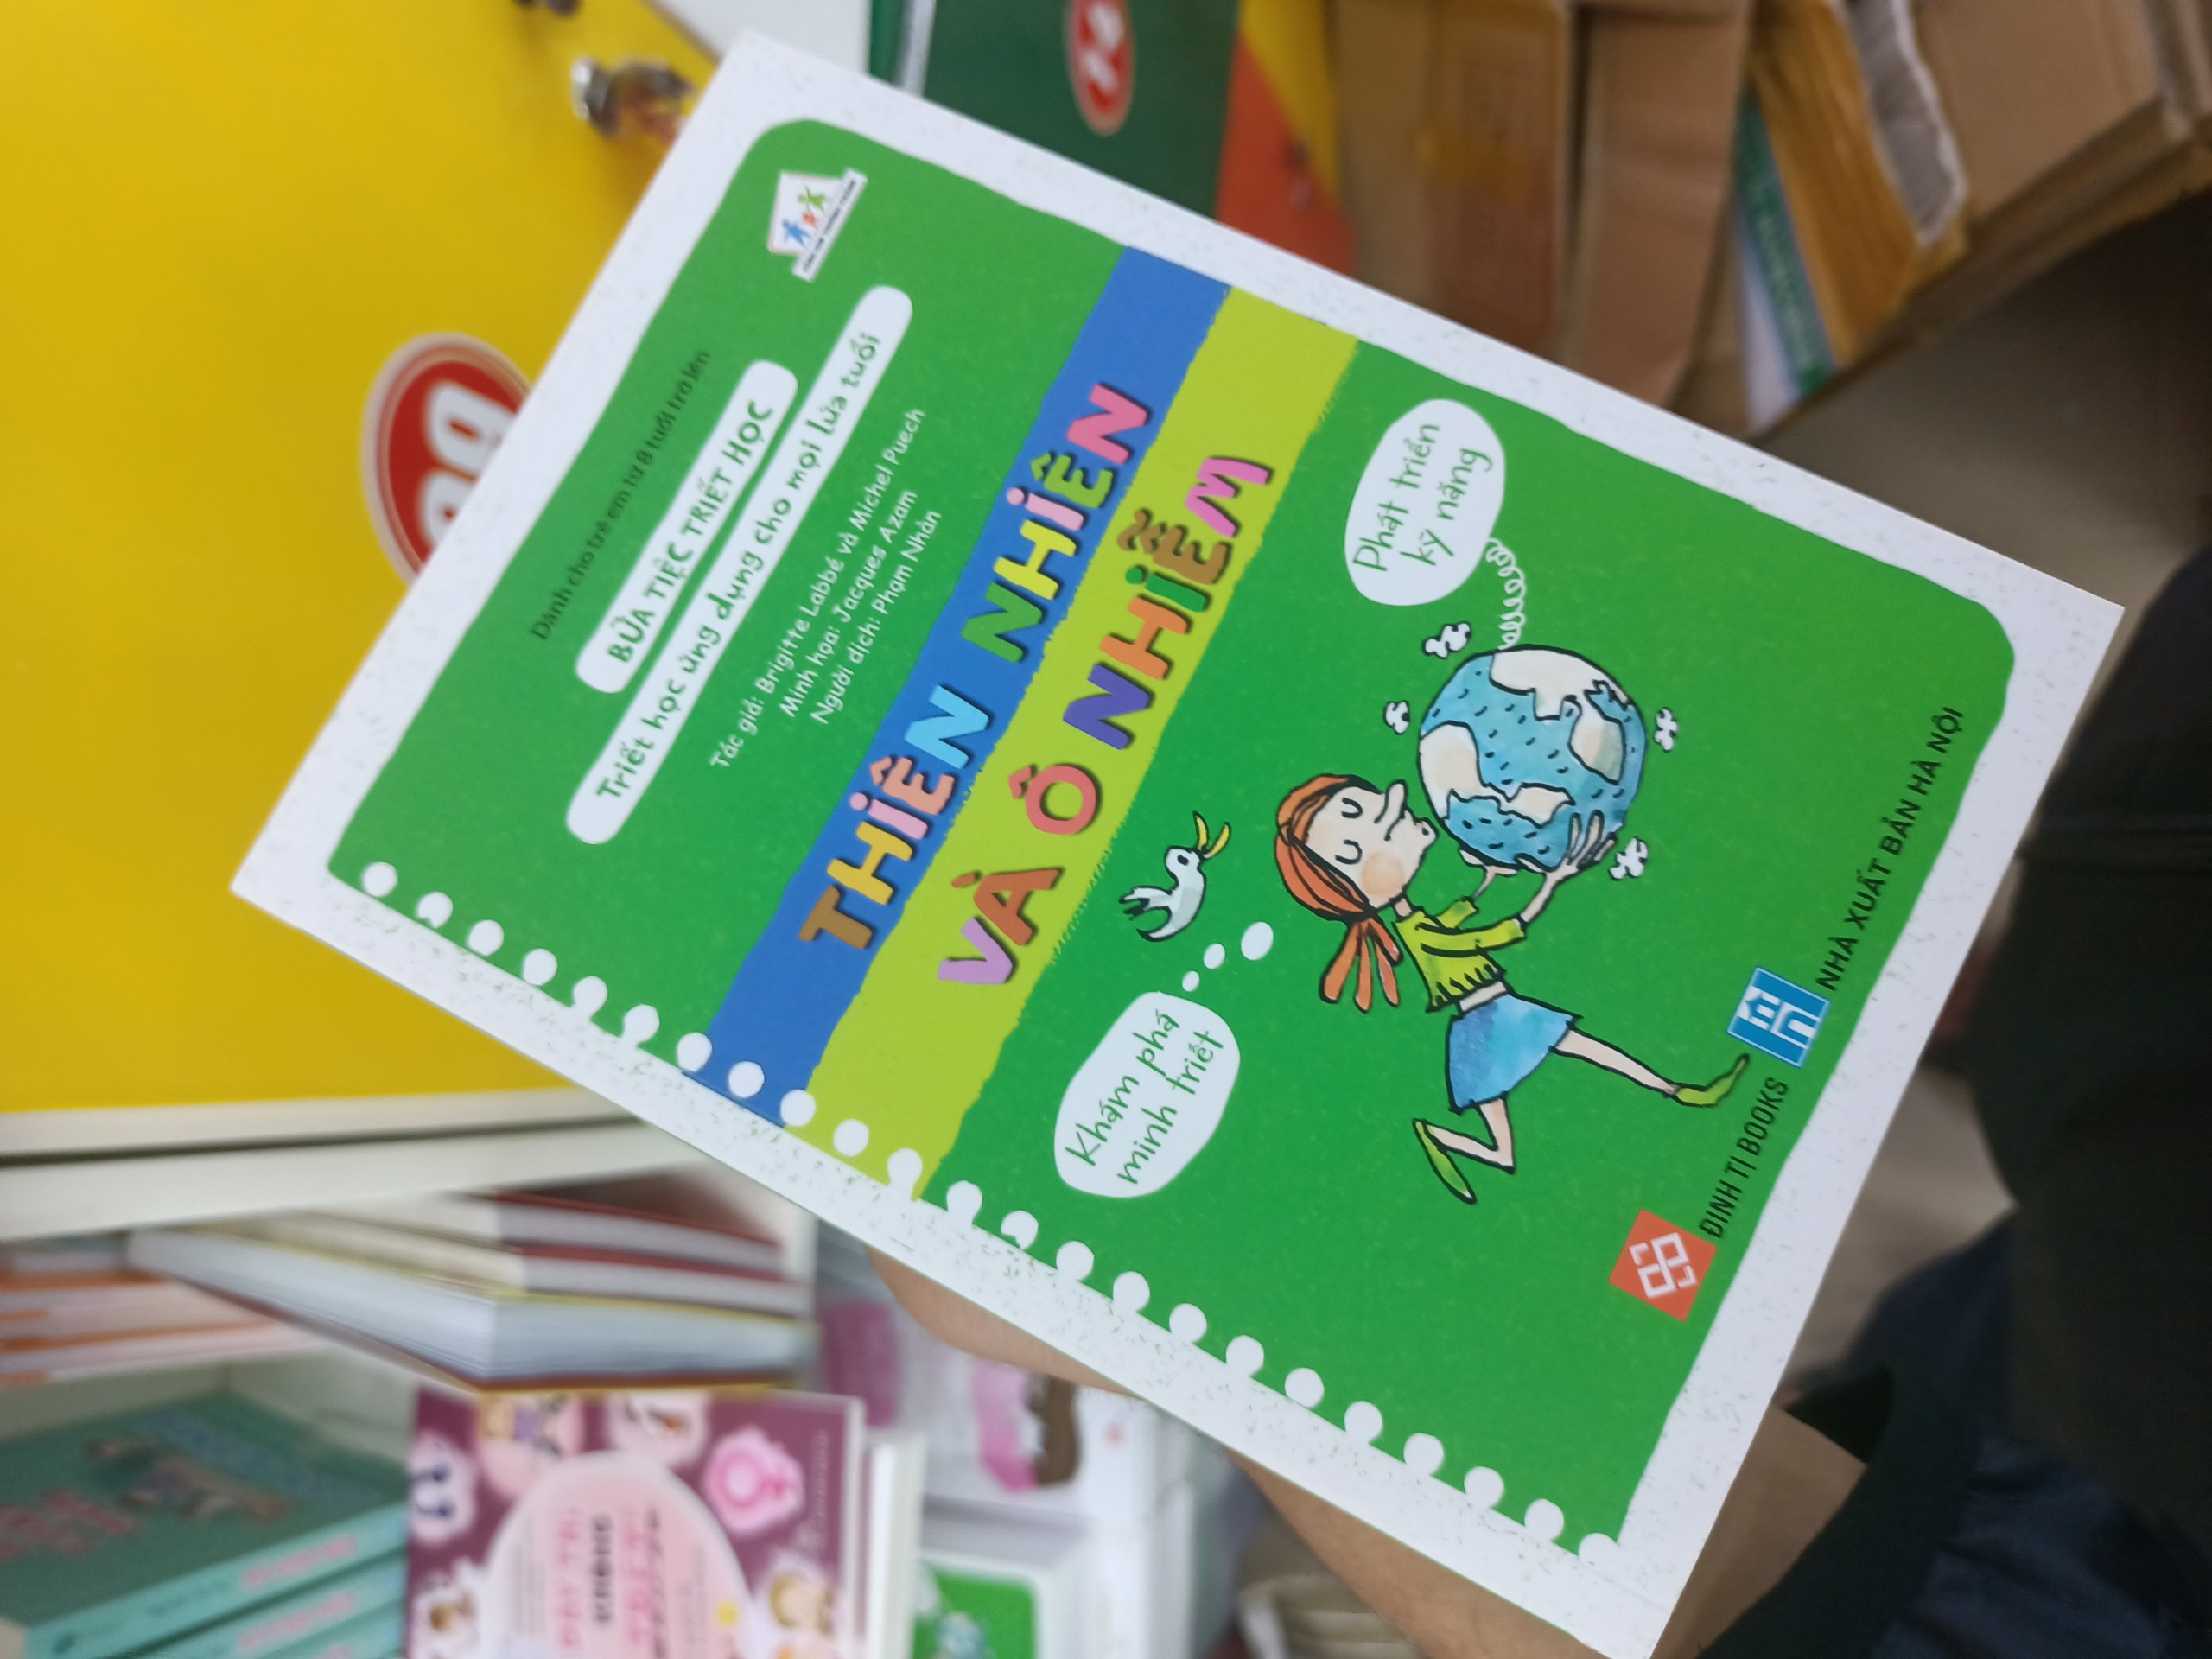 Dành cho trẻ em từ 8 tuổi trở lên
BỮA TIỆC TRIẾT HỌC
Triết học ứng dụng cho mọi lứa tuổi
Tác giả: Brigitte Labbé và Michel Puech
Minh họa: Jacques Azam
Người dịch: Phạm Nhàn
THIÊN NHIÊN
VÀ Ô NHIỄM
Khám phá
minh triết
Phát triển
kỹ năng
ĐINH TỊ BOOKS
NHÀ XUẤT BẢN HÀ NỘI